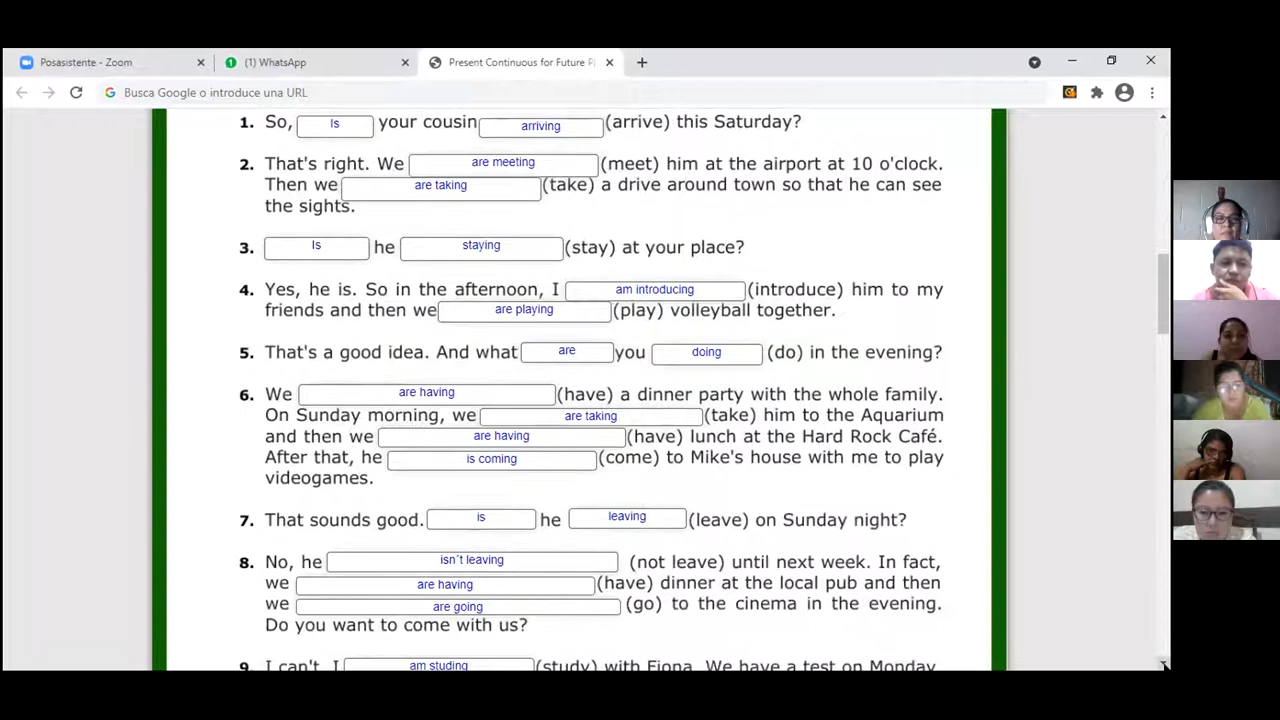 Posasistente - Zoom
(1) WhatsApp
Present Continuous for Future Pl
Busca Google o introduce una URL
1. So, Is your cousin arriving (arrive) this Saturday?
2. That's right. We are meeting (meet) him at the airport at 10 o'clock.
Then we are taking (take) a drive around town so that he can see
the sights.
3. Is he staying (stay) at your place?
4. Yes, he is. So in the afternoon, I am introducing (introduce) him to my
friends and then we are playing (play) volleyball together.
5. That's a good idea. And what are you doing (do) in the evening?
6. We are having (have) a dinner party with the whole family.
On Sunday morning, we are taking (take) him to the Aquarium
and then we are having (have) lunch at the Hard Rock Café.
After that, he is coming (come) to Mike's house with me to play
videogames.
7. That sounds good. is he leaving (leave) on Sunday night?
8. No, he isn´t leaving (not leave) until next week. In fact,
we are having (have) dinner at the local pub and then
we are going (go) to the cinema in the evening.
Do you want to come with us?
9. I can't. I am studing (study) with Fiona. We have a test on Monday.